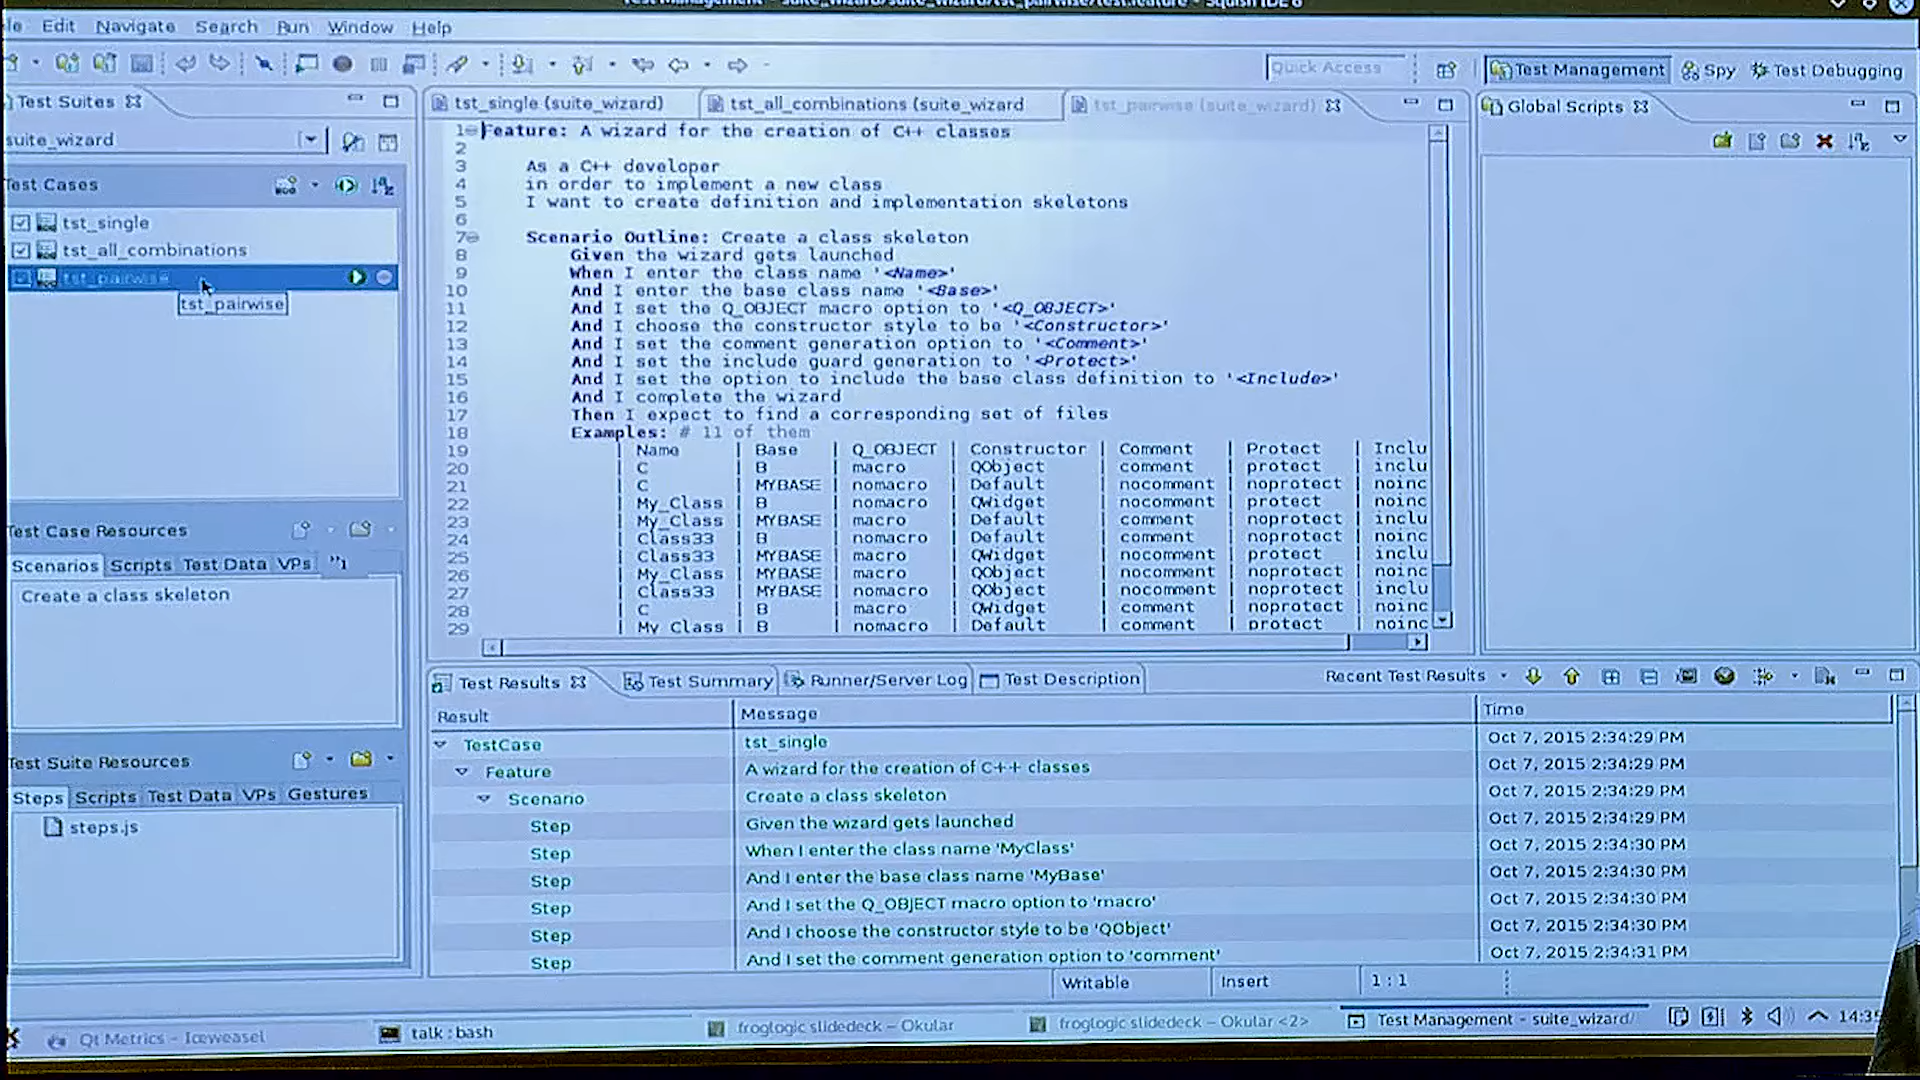 Edit Navigate Search Run Window Help
Quick Access
Test Management
Spy
Test Debugging
Test Suites
suite_wizard
Test Cases
tst_single
tst_all_combinations
tst_pairwise
tst_pairwise
Test Case Resources
Scenarios Scripts Test Data VPs "1
Create a class skeleton
Test Suite Resources
Steps Scripts Test Data VPs Gestures
steps.js
tst_single (suite_wizard)
tst_all_combinations (suite_wizard
tst_pairwise (suite_wizard)
1 Feature: A wizard for the creation of C++ classes
2
3 As a C++ developer
4 in order to implement a new class
5 I want to create definition and implementation skeletons
6
7 Scenario Outline: Create a class skeleton
8 Given the wizard gets launched
9 When I enter the class name '<Name>'
10 And I enter the base class name '<Base>'
11 And I set the Q_OBJECT macro option to '<Q_OBJECT>'
12 And I choose the constructor style to be '<Constructor>'
13 And I set the comment generation option to '<Comment>'
14 And I set the include guard generation to '<Protect>'
15 And I set the option to include the base class definition to '<Include>'
16 And I complete the wizard
17 Then I expect to find a corresponding set of files
18 Examples: # 11 of them
19 | Name | Base | Q_OBJECT | Constructor | Comment | Protect | Inclu
20 | C | B | macro | QObject | comment | protect | inclu
21 | C | MYBASE | nomacro | Default | nocomment | noprotect | noinc
22 | My_Class | B | nomacro | QWidget | nocomment | protect | noinc
23 | My_Class | MYBASE | macro | Default | comment | noprotect | inclu
24 | Class33 | B | nomacro | Default | comment | noprotect | noinc
25 | Class33 | MYBASE | macro | QWidget | nocomment | protect | inclu
26 | My_Class | MYBASE | macro | QObject | nocomment | noprotect | noinc
27 | Class33 | MYBASE | nomacro | QObject | nocomment | noprotect | inclu
28 | C | B | macro | QWidget | comment | noprotect | noinc
29 | My_Class | B | nomacro | Default | comment | protect | noinc
Global Scripts
Test Results
Test Summary
Runner/Server Log
Test Description
Recent Test Results
Result Message Time
TestCase tst_single Oct 7, 2015 2:34:29 PM
Feature A wizard for the creation of C++ classes Oct 7, 2015 2:34:29 PM
Scenario Create a class skeleton Oct 7, 2015 2:34:29 PM
Step Given the wizard gets launched Oct 7, 2015 2:34:29 PM
Step When I enter the class name 'MyClass' Oct 7, 2015 2:34:30 PM
Step And I enter the base class name 'MyBase' Oct 7, 2015 2:34:30 PM
Step And I set the Q_OBJECT macro option to 'macro' Oct 7, 2015 2:34:30 PM
Step And I choose the constructor style to be 'QObject' Oct 7, 2015 2:34:30 PM
Step And I set the comment generation option to 'comment' Oct 7, 2015 2:34:31 PM
Writable Insert 1 : 1
Qt Metrics - Iceweasel
talk : bash
froglogic slidedeck – Okular
froglogic slidedeck – Okular <2>
Test Management - suite_wizard/